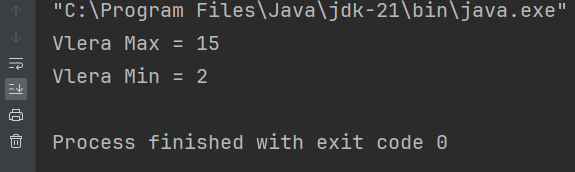 "C:\Program Files\Java\jdk-21\bin\java.exe"
Vlera Max = 15
Vlera Min = 2
Process finished with exit code 0